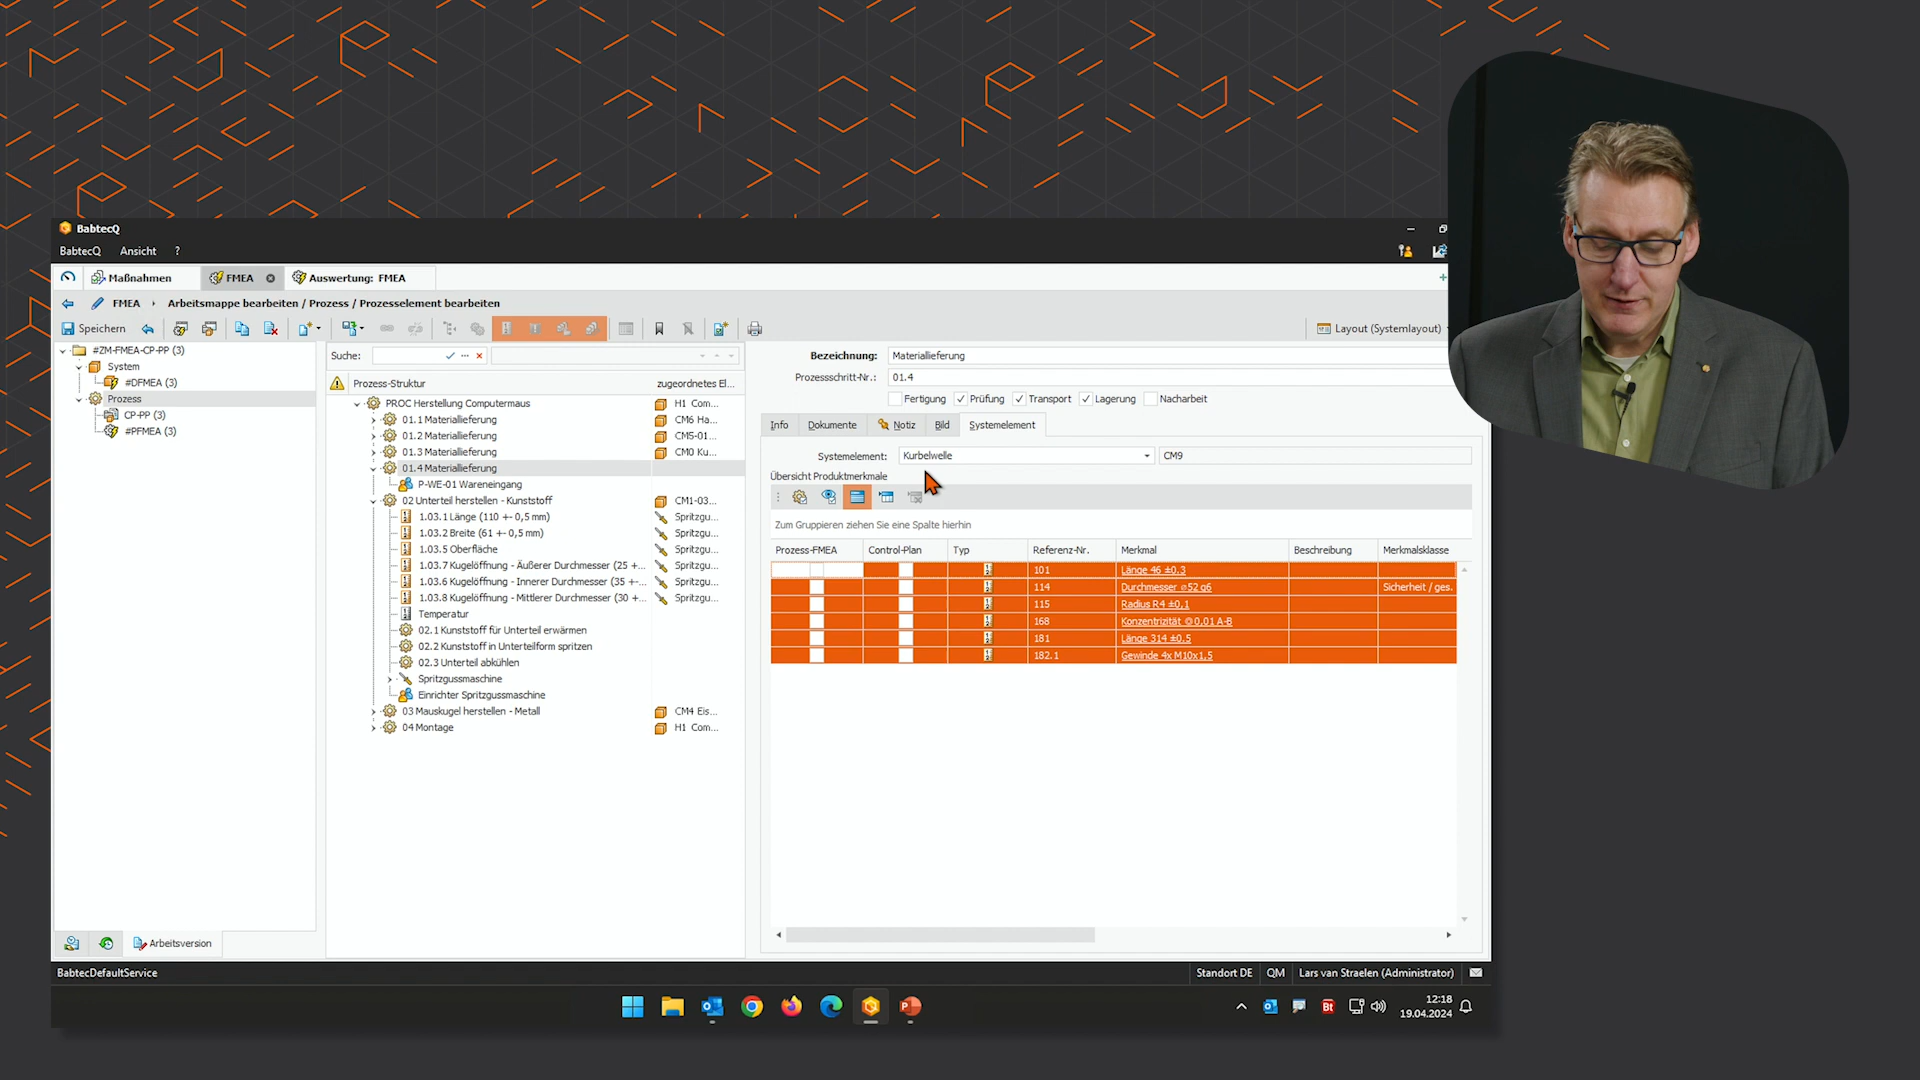 BabtecQ
BabtecQ Ansicht ?
Maßnahmen FMEA Auswertung: FMEA
FMEA Arbeitsmappe bearbeiten / Prozess / Prozesselement bearbeiten
Speichern
Layout (Systemlayout)
#ZM-FMEA-CP-PP (3)
System
#DFMEA (3)
Prozess
CP-PP (3)
#PFMEA (3)
Arbeitsversion
Suche:
Prozess-Struktur zugeordnetes El...
PROC Herstellung Computermaus H1 Com...
01.1 Materiallieferung CM6 Ha...
01.2 Materiallieferung CM5-01...
01.3 Materiallieferung CM0 Ku...
01.4 Materiallieferung
P-WE-01 Wareneingang
02 Unterteil herstellen - Kunststoff CM1-03...
1.03.1 Länge (110 +- 0,5 mm) Spritzgu...
1.03.2 Breite (61 +- 0,5 mm) Spritzgu...
1.03.5 Oberfläche Spritzgu...
1.03.7 Kugelöffnung - Äußerer Durchmesser (25 +-... Spritzgu...
1.03.6 Kugelöffnung - Innerer Durchmesser (35 +-... Spritzgu...
1.03.8 Kugelöffnung - Mittlerer Durchmesser (30 +... Spritzgu...
Temperatur
02.1 Kunststoff für Unterteil erwärmen
02.2 Kunststoff in Unterteilform spritzen
02.3 Unterteil abkühlen
Spritzgussmaschine
Einrichter Spritzgussmaschine
03 Mauskugel herstellen - Metall CM4 Eis...
04 Montage H1 Com...
Bezeichnung: Materiallieferung
Prozessschritt-Nr.: 01.4
Fertigung Prüfung Transport Lagerung Nacharbeit
Info Dokumente Notiz Bild Systemelement
Systemelement: Kurbelwelle CM9
Übersicht Produktmerkmale
Zum Gruppieren ziehen Sie eine Spalte hierhin
Prozess-FMEA Control-Plan Typ Referenz-Nr. Merkmal Beschreibung Merkmalsklasse
101 Länge 46 ±0.3
114 Durchmesser ⌀52 g6 Sicherheit / ges.
115 Radius R4 ±0,1
168 Konzentrizität ◎0,01 A-B
181 Länge 314 ±0.5
182.1 Gewinde 4x M10x1,5
BabtecDefaultService
Standort DE QM Lars van Straelen (Administrator)
Bt
12:18
19.04.2024